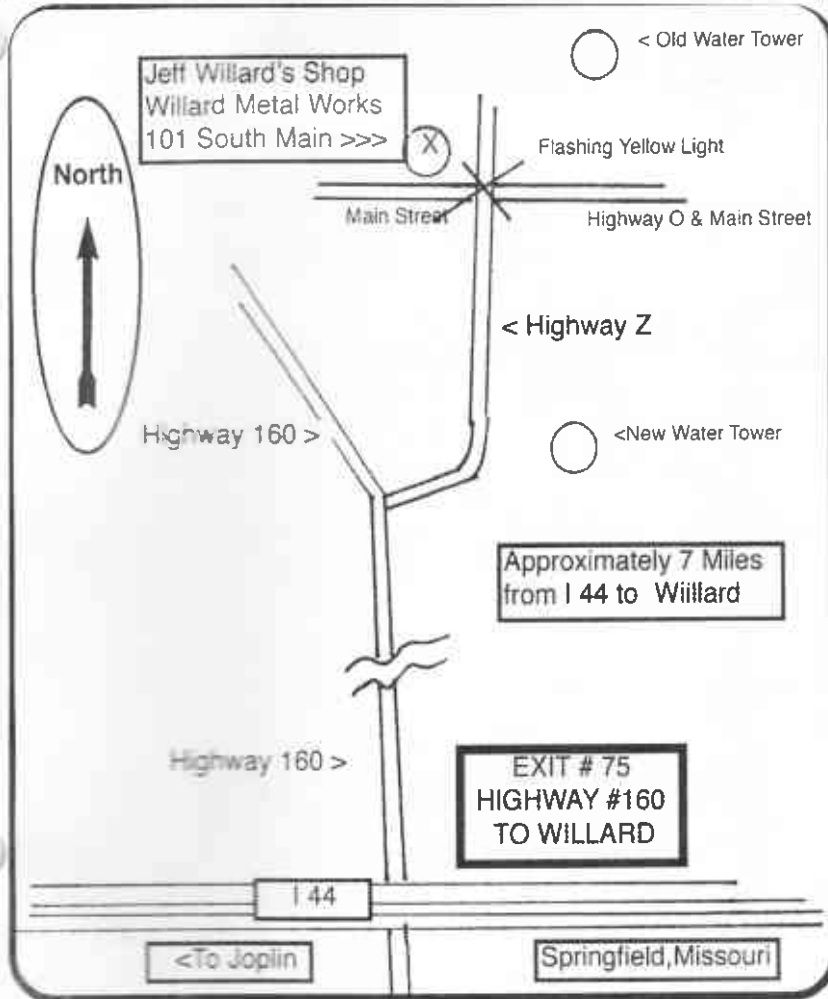 < Old Water Tower
Jeff Willard's Shop
Willard Metal Works
101 South Main >>>
X
Flashing Yellow Light
North
Main Street
Highway O & Main Street
< Highway Z
Highway 160 >
<New Water Tower
Approximately 7 Miles
from I 44 to Wiillard
Highway 160 >
EXIT # 75
HIGHWAY #160
TO WILLARD
I 44
<To Joplin
Springfield,Missouri